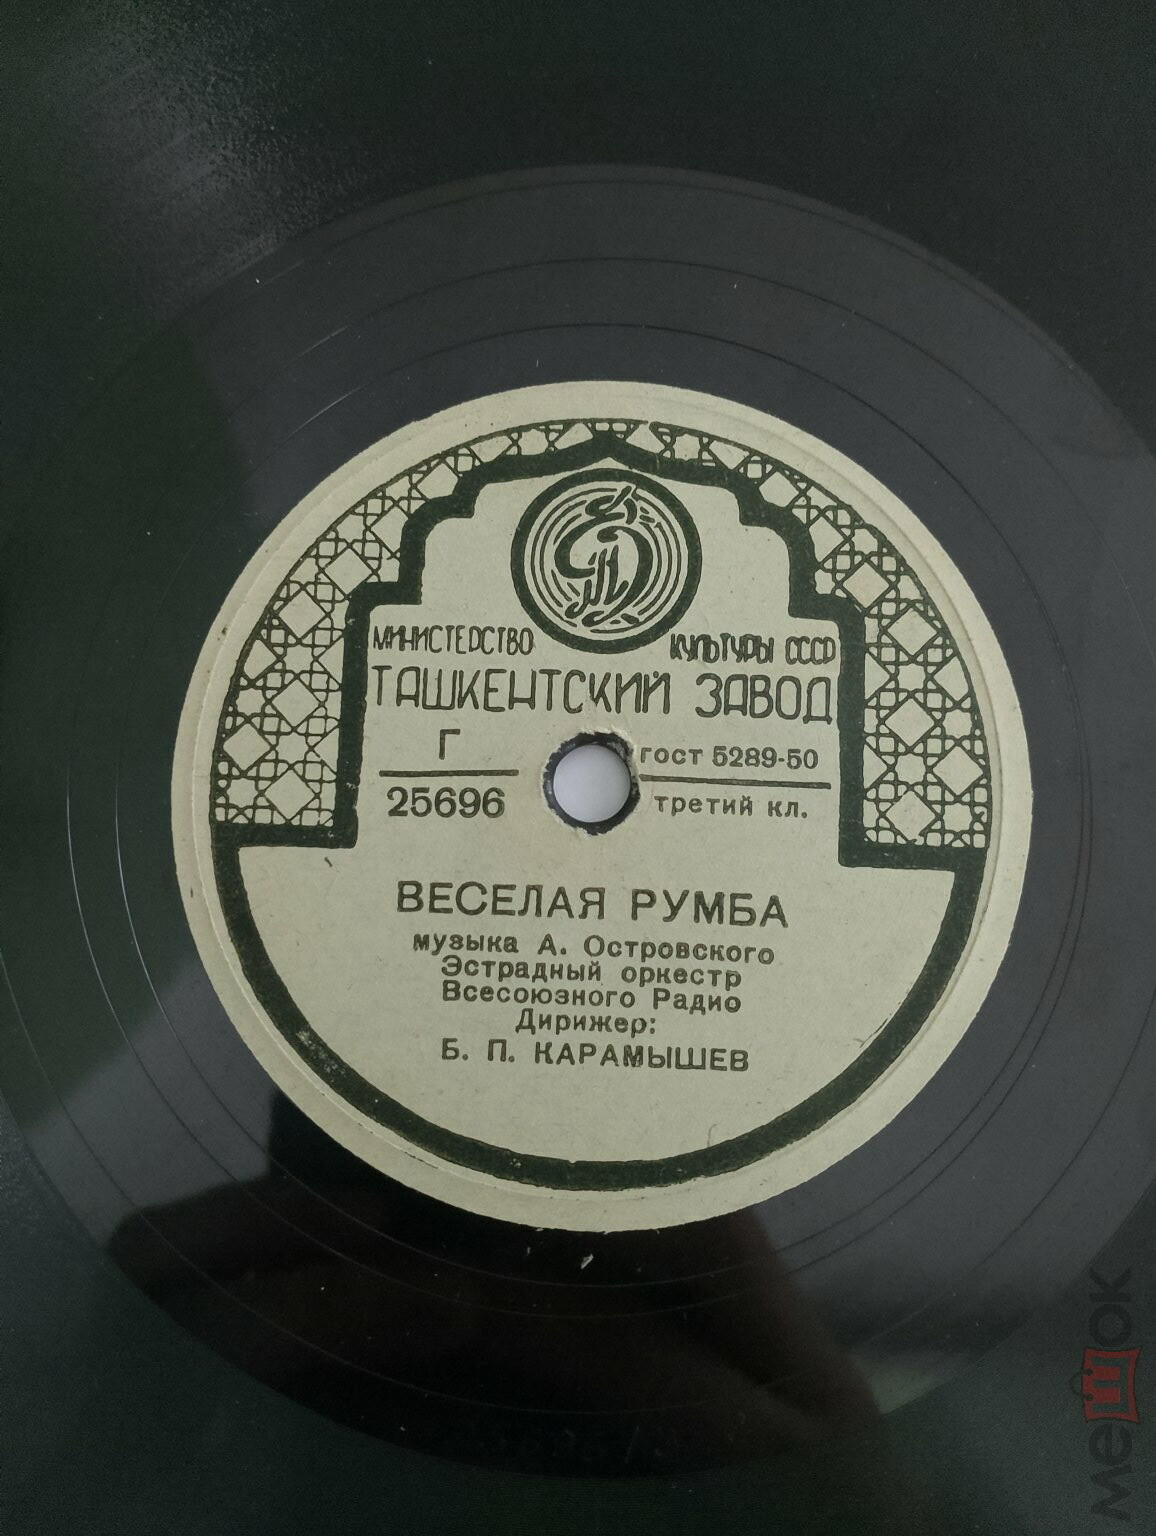 МИНИСТЕРСТВО КУЛЬТУРЫ СССР
ТАШКЕНТСКИЙ ЗАВОД
Г ГОСТ 5289-50
25696 третий кл.
ВЕСЕЛАЯ РУМБА
музыка А. Островского
Эстрадный оркестр
Всесоюзного Радио
Дирижер:
Б. П. КАРАМЫШЕВ
мешок